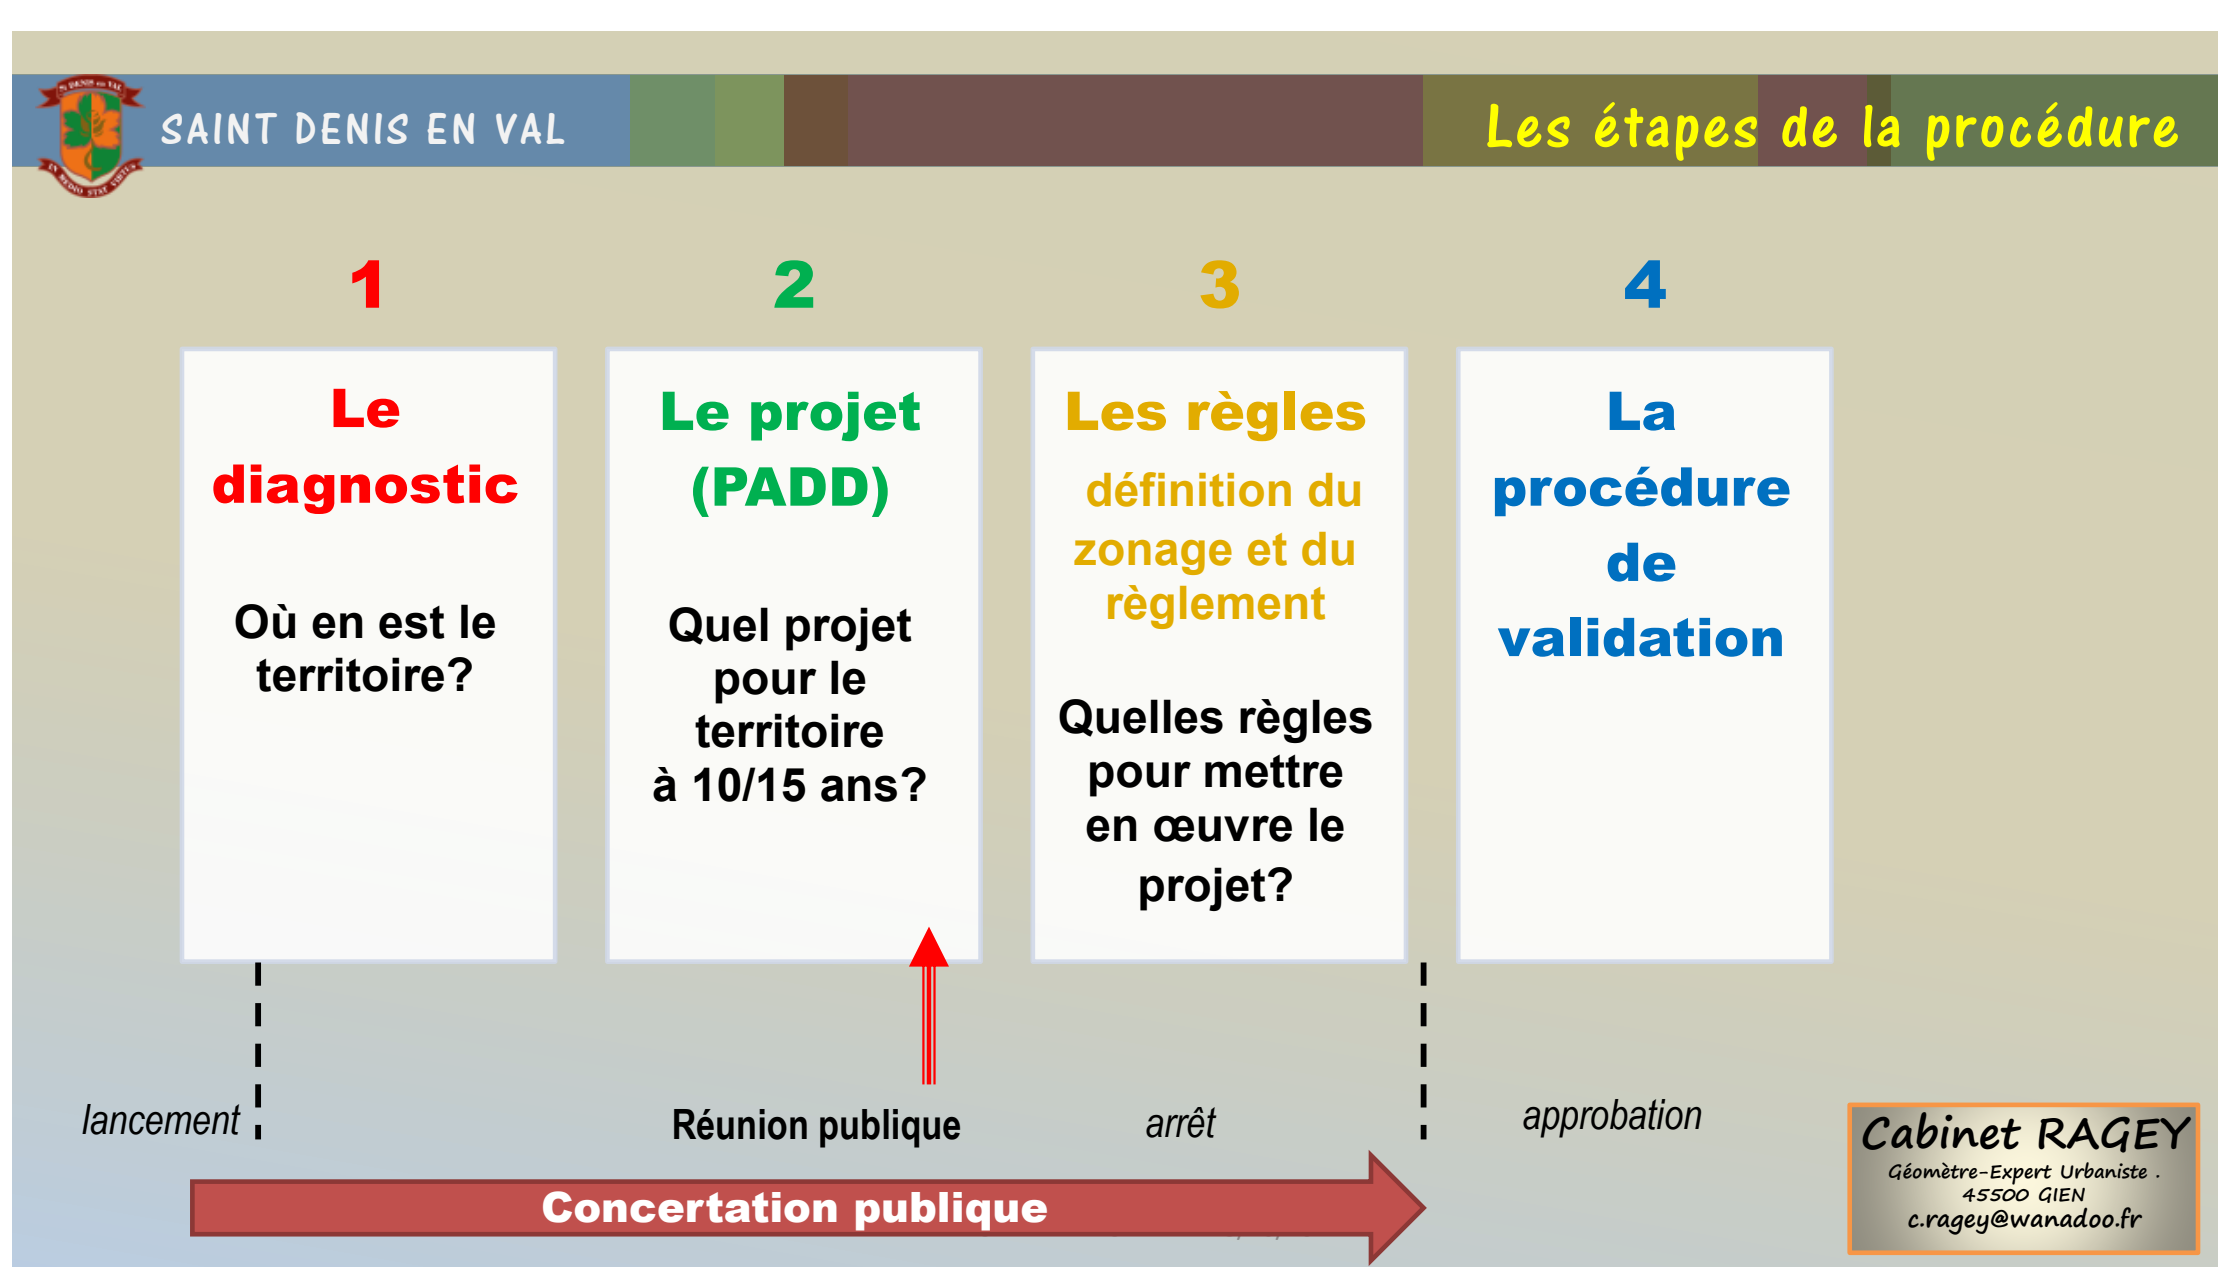 SAINT DENIS EN VAL
Les étapes de la procédure
1
2
3
4
Le
diagnostic
Où en est le
territoire?
Le projet
(PADD)
Quel projet
pour le
territoire
à 10/15 ans?
Les règles
définition du
zonage et du
règlement
Quelles règles
pour mettre
en œuvre le
projet?
La
procédure
de
validation
lancement
Réunion publique
arrêt
approbation
Concertation publique
Cabinet RAGEY
Géomètre-Expert Urbaniste .
45500 GIEN
c.ragey@wanadoo.fr